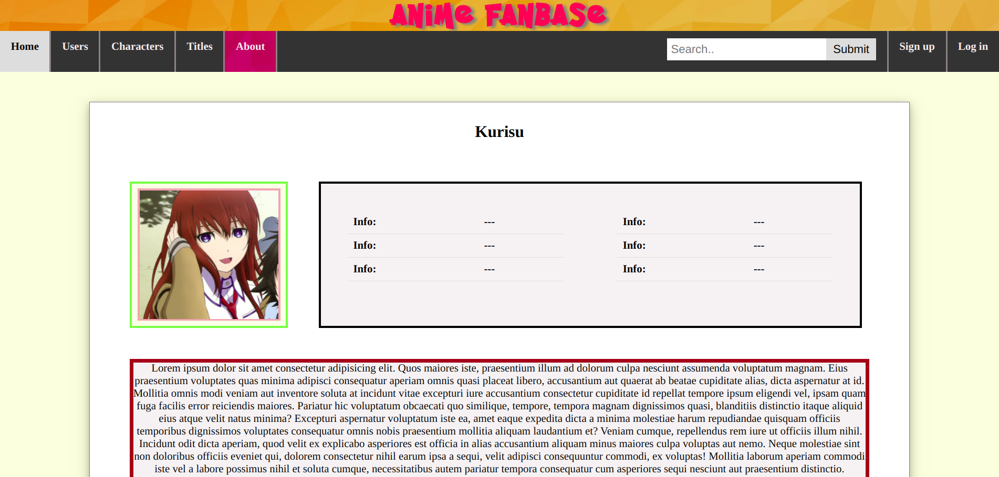 ANiMe FANBASe
Home Users Characters Titles About Search.. Submit Sign up Log in
Kurisu
Info: --- Info: ---
Info: --- Info: ---
Info: --- Info: ---
Lorem ipsum dolor sit amet consectetur adipisicing elit. Quos maiores iste, praesentium illum ad dolorum culpa nesciunt assumenda voluptatum magnam. Eius
praesentium voluptates quas minima adipisci consequatur aperiam omnis quasi placeat libero, accusantium aut quaerat ab beatae cupiditate alias, dicta aspernatur at id.
Mollitia omnis modi veniam aut inventore soluta at incidunt vitae excepturi iure accusantium consectetur cupiditate id repellat tempore ipsum eligendi vel, ipsam quam
fuga facilis error reiciendis maiores. Pariatur hic voluptatum obcaecati quo similique, tempore, tempora magnam dignissimos quasi, blanditiis distinctio itaque aliquid
eius atque velit natus minima? Excepturi aspernatur voluptatum iste ea, amet eaque expedita dicta a minima molestiae harum repudiandae quisquam officiis
temporibus dignissimos voluptates consequatur omnis nobis praesentium mollitia aliquam laudantium et? Veniam cumque, repellendus rem iure ut officiis illum nihil.
Incidunt odit dicta aperiam, quod velit ex explicabo asperiores est officia in alias accusantium aliquam minus maiores culpa voluptas aut nemo. Neque molestiae sint
non doloribus officiis eveniet qui, dolorem consectetur nihil earum ipsa a sequi, velit adipisci consequuntur commodi, ex voluptas! Mollitia laborum aperiam commodi
iste vel a labore possimus nihil et soluta cumque, necessitatibus autem pariatur tempora consequatur cum asperiores sequi nesciunt aut praesentium distinctio.